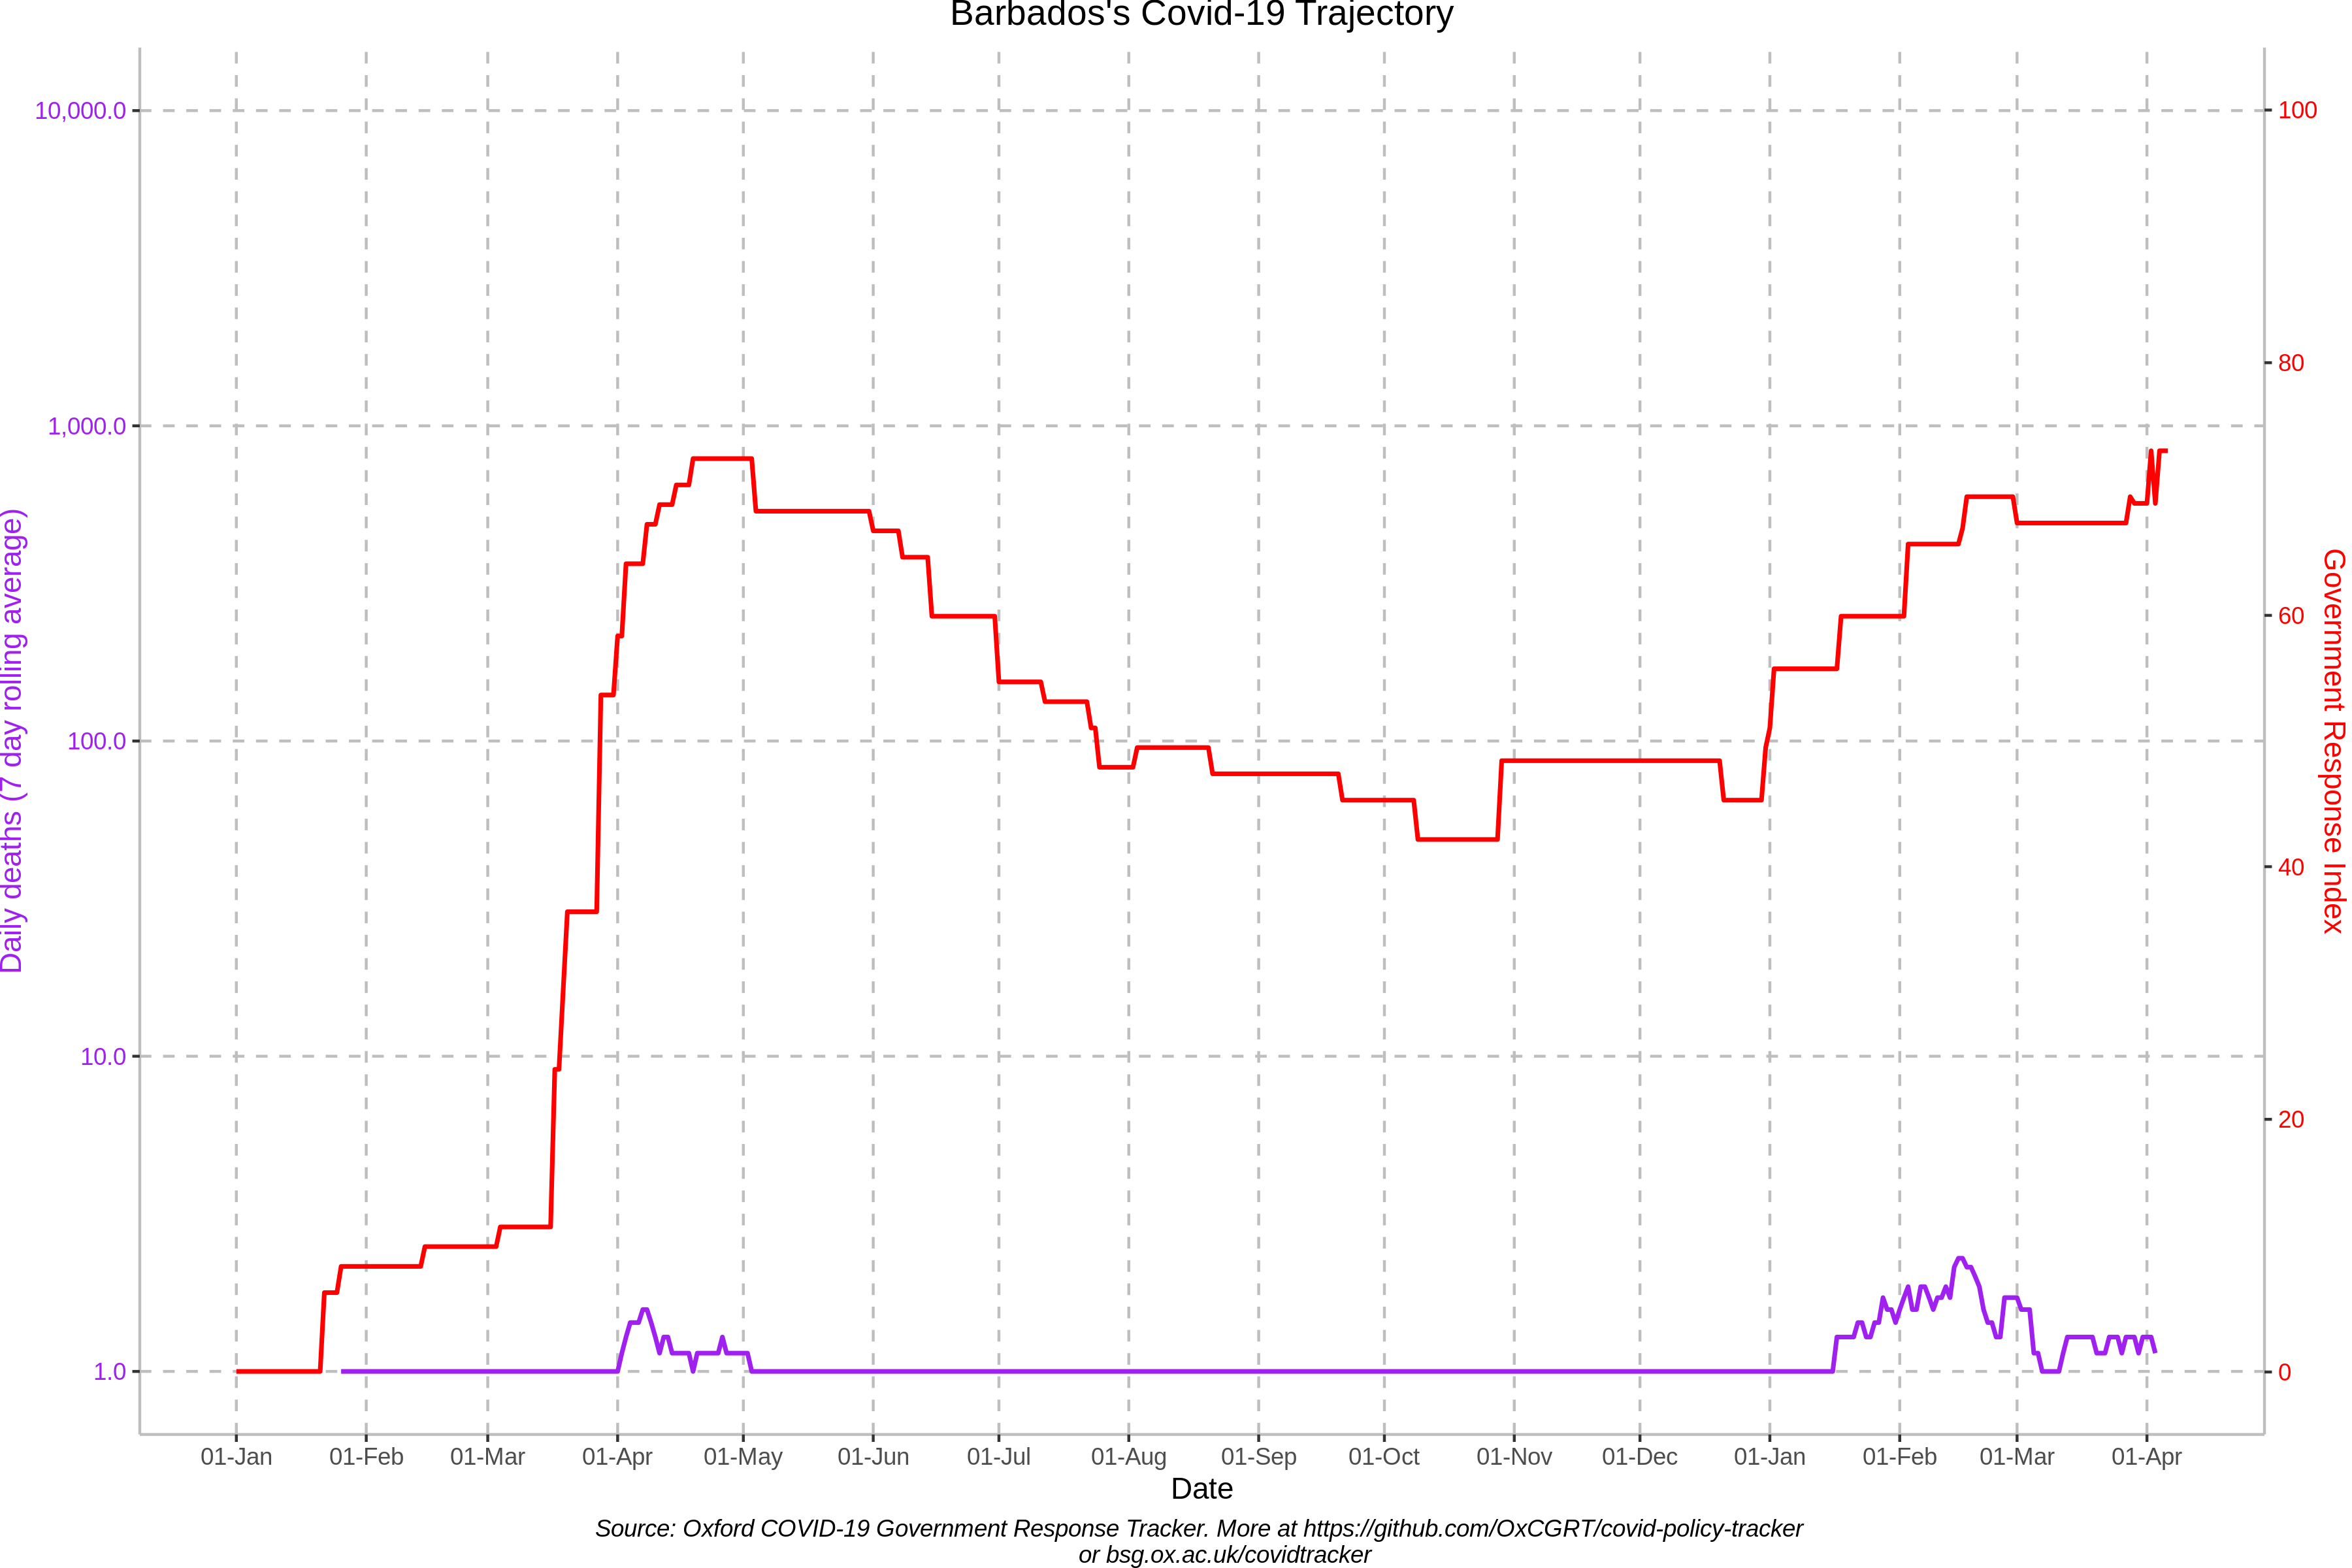 Barbados's Covid-19 Trajectory
10,000.0
1,000.0
100.0
10.0
1.0
Daily deaths (7 day rolling average)
100
80
60
40
20
0
Government Response Index
01-Jan 01-Feb 01-Mar 01-Apr 01-May 01-Jun 01-Jul 01-Aug 01-Sep 01-Oct 01-Nov 01-Dec 01-Jan 01-Feb 01-Mar 01-Apr
Date
Source: Oxford COVID-19 Government Response Tracker. More at https://github.com/OxCGRT/covid-policy-tracker
or bsg.ox.ac.uk/covidtracker